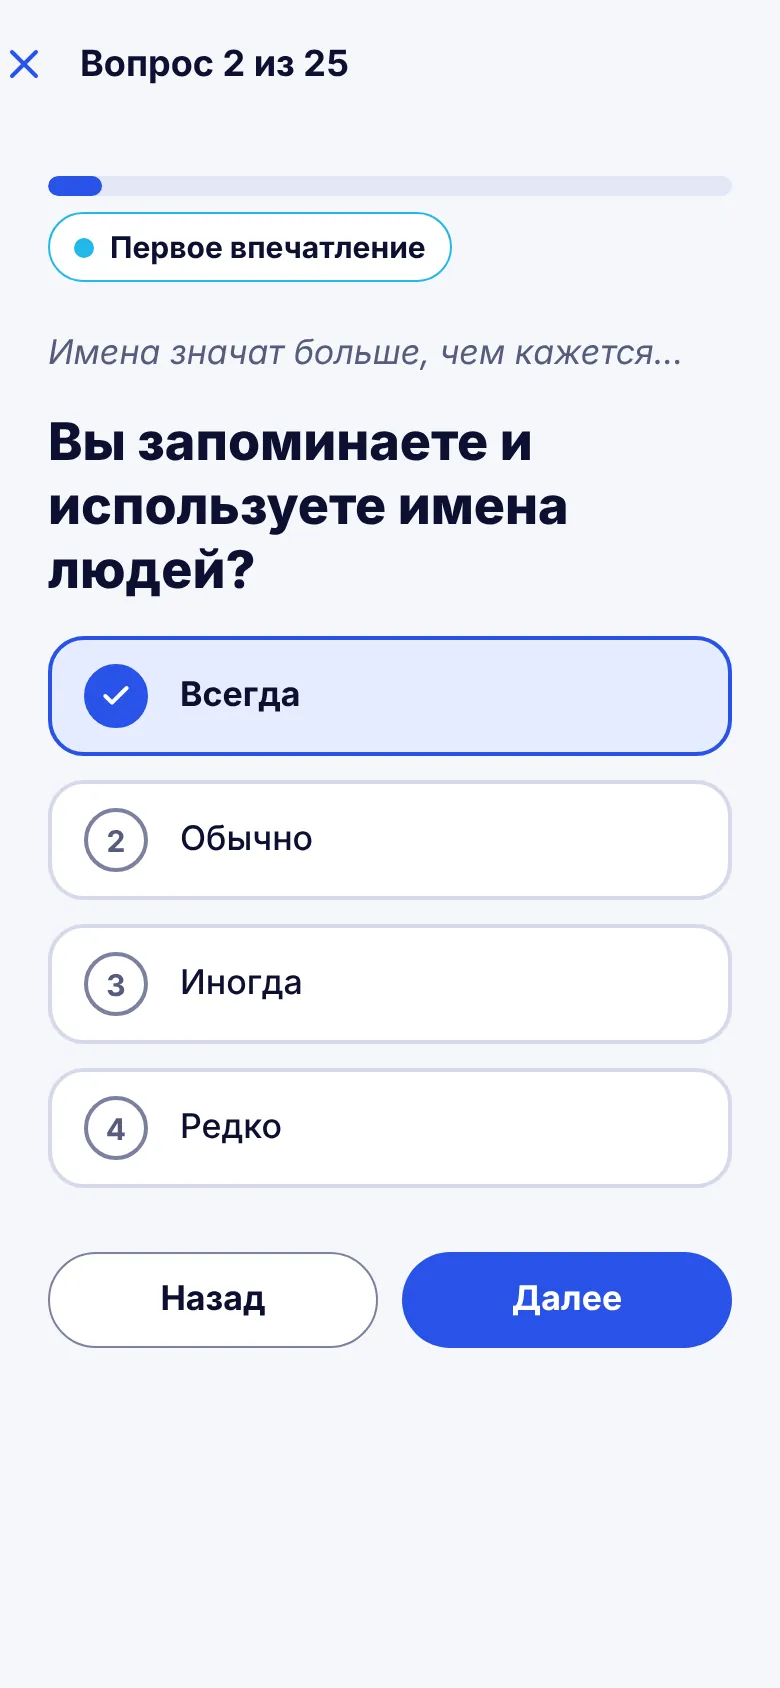 Вопрос 2 из 25
Первое впечатление
Имена значат больше, чем кажется...
Вы запоминаете и
используете имена
людей?
Всегда
2 Обычно
3 Иногда
4 Редко
Назад Далее